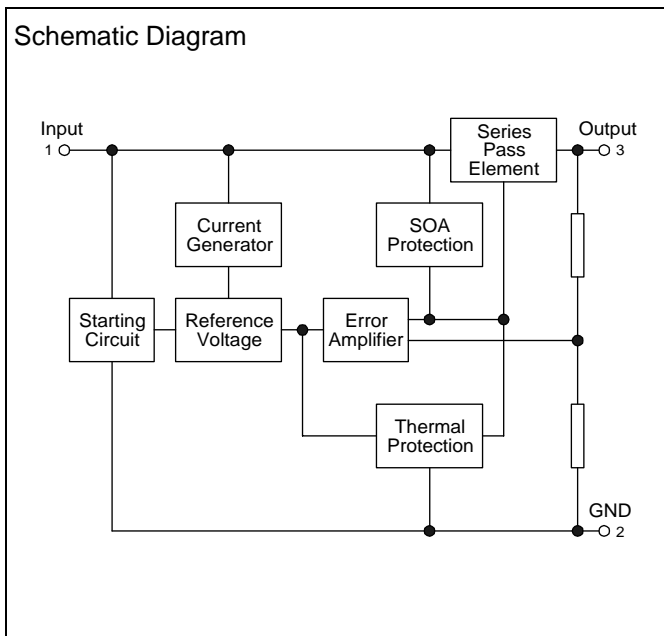 Schematic Diagram
Input
1
Series
Pass
Element
Output
3
Current
Generator
SOA
Protection
Starting
Circuit
Reference
Voltage
Error
Amplifier
Thermal
Protection
GND
2